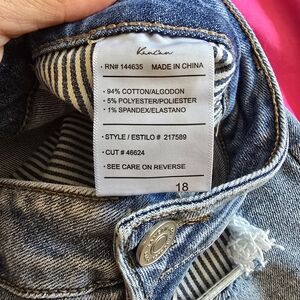 KanCan
· RN# 144635 MADE IN CHINA
· 94% COTTON/ALGODON
· 5% POLYESTER/POLIESTER
· 1% SPANDEX/ELASTANO
· STYLE / ESTILO # 217589
· CUT # 46624
· SEE CARE ON REVERSE
18